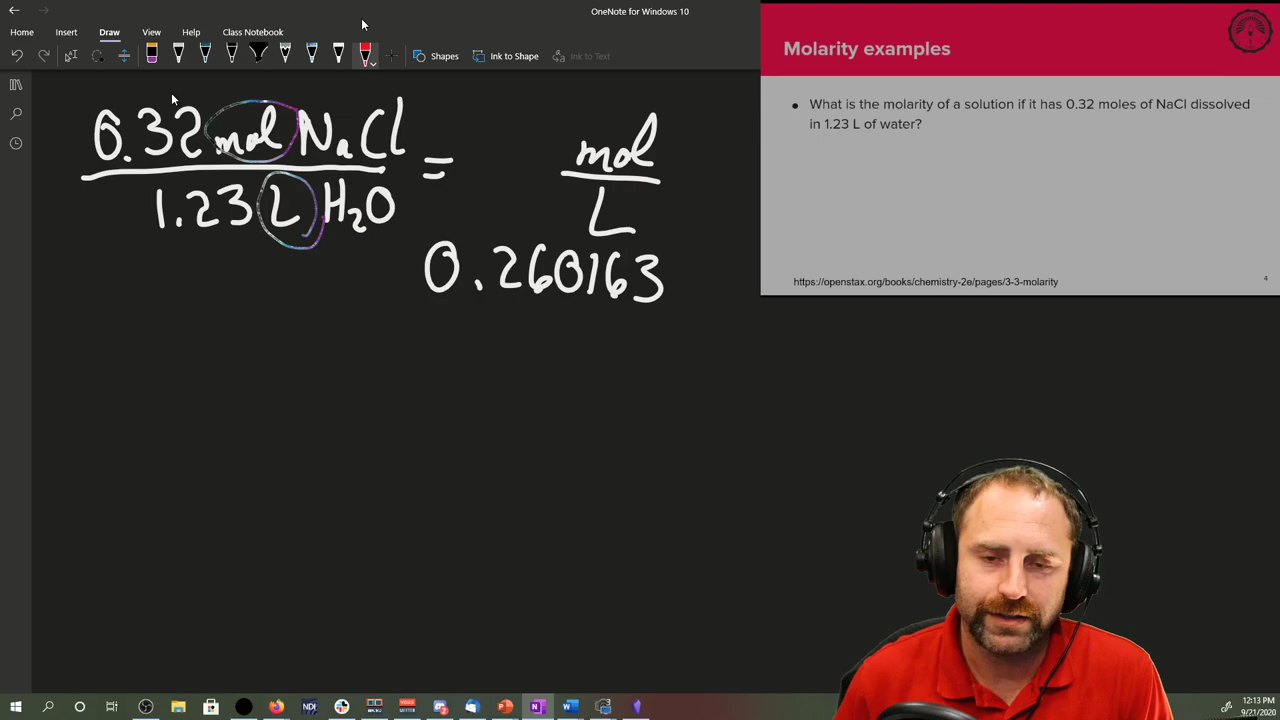 OneNote for Windows 10
Home Insert Draw View Help Class Notebook
Shapes Ink to Shape Ink to Text
0.32 mol NaCl
1.23 L H₂O
=
mol
L
0.260163
Molarity examples
• What is the molarity of a solution if it has 0.32 moles of NaCl dissolved
in 1.23 L of water?
https://openstax.org/books/chemistry-2e/pages/3-3-molarity
4
NDI
12:13 PM
9/21/2020